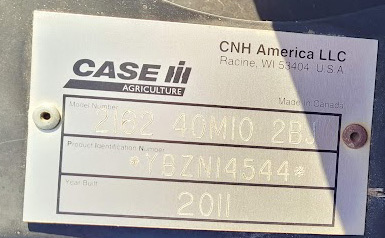 CNH America LLC
Racine, WI 53404 U.S.A
CASE III
AGRICULTURE
Model Number
Made in Canada
2162 40M10 2BJ
Product Identification Number
*YBZN14544*
Year Built
2011